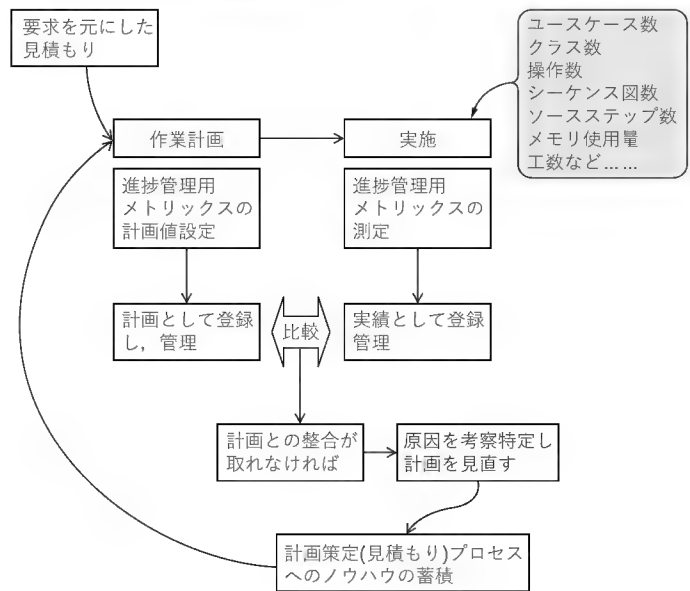 要求を元にした
見積もり
ユースケース数
クラス数
操作数
シーケンス図数
ソースステップ数
メモリ使用量
工数など……
作業計画
実施
進捗管理用
メトリックスの
計画値設定
進捗管理用
メトリックスの
測定
計画として登録
し，管理
比較
実績として登録
管理
計画との整合が
取れなければ
原因を考察特定し
計画を見直す
計画策定(見積もり)プロセス
へのノウハウの蓄積